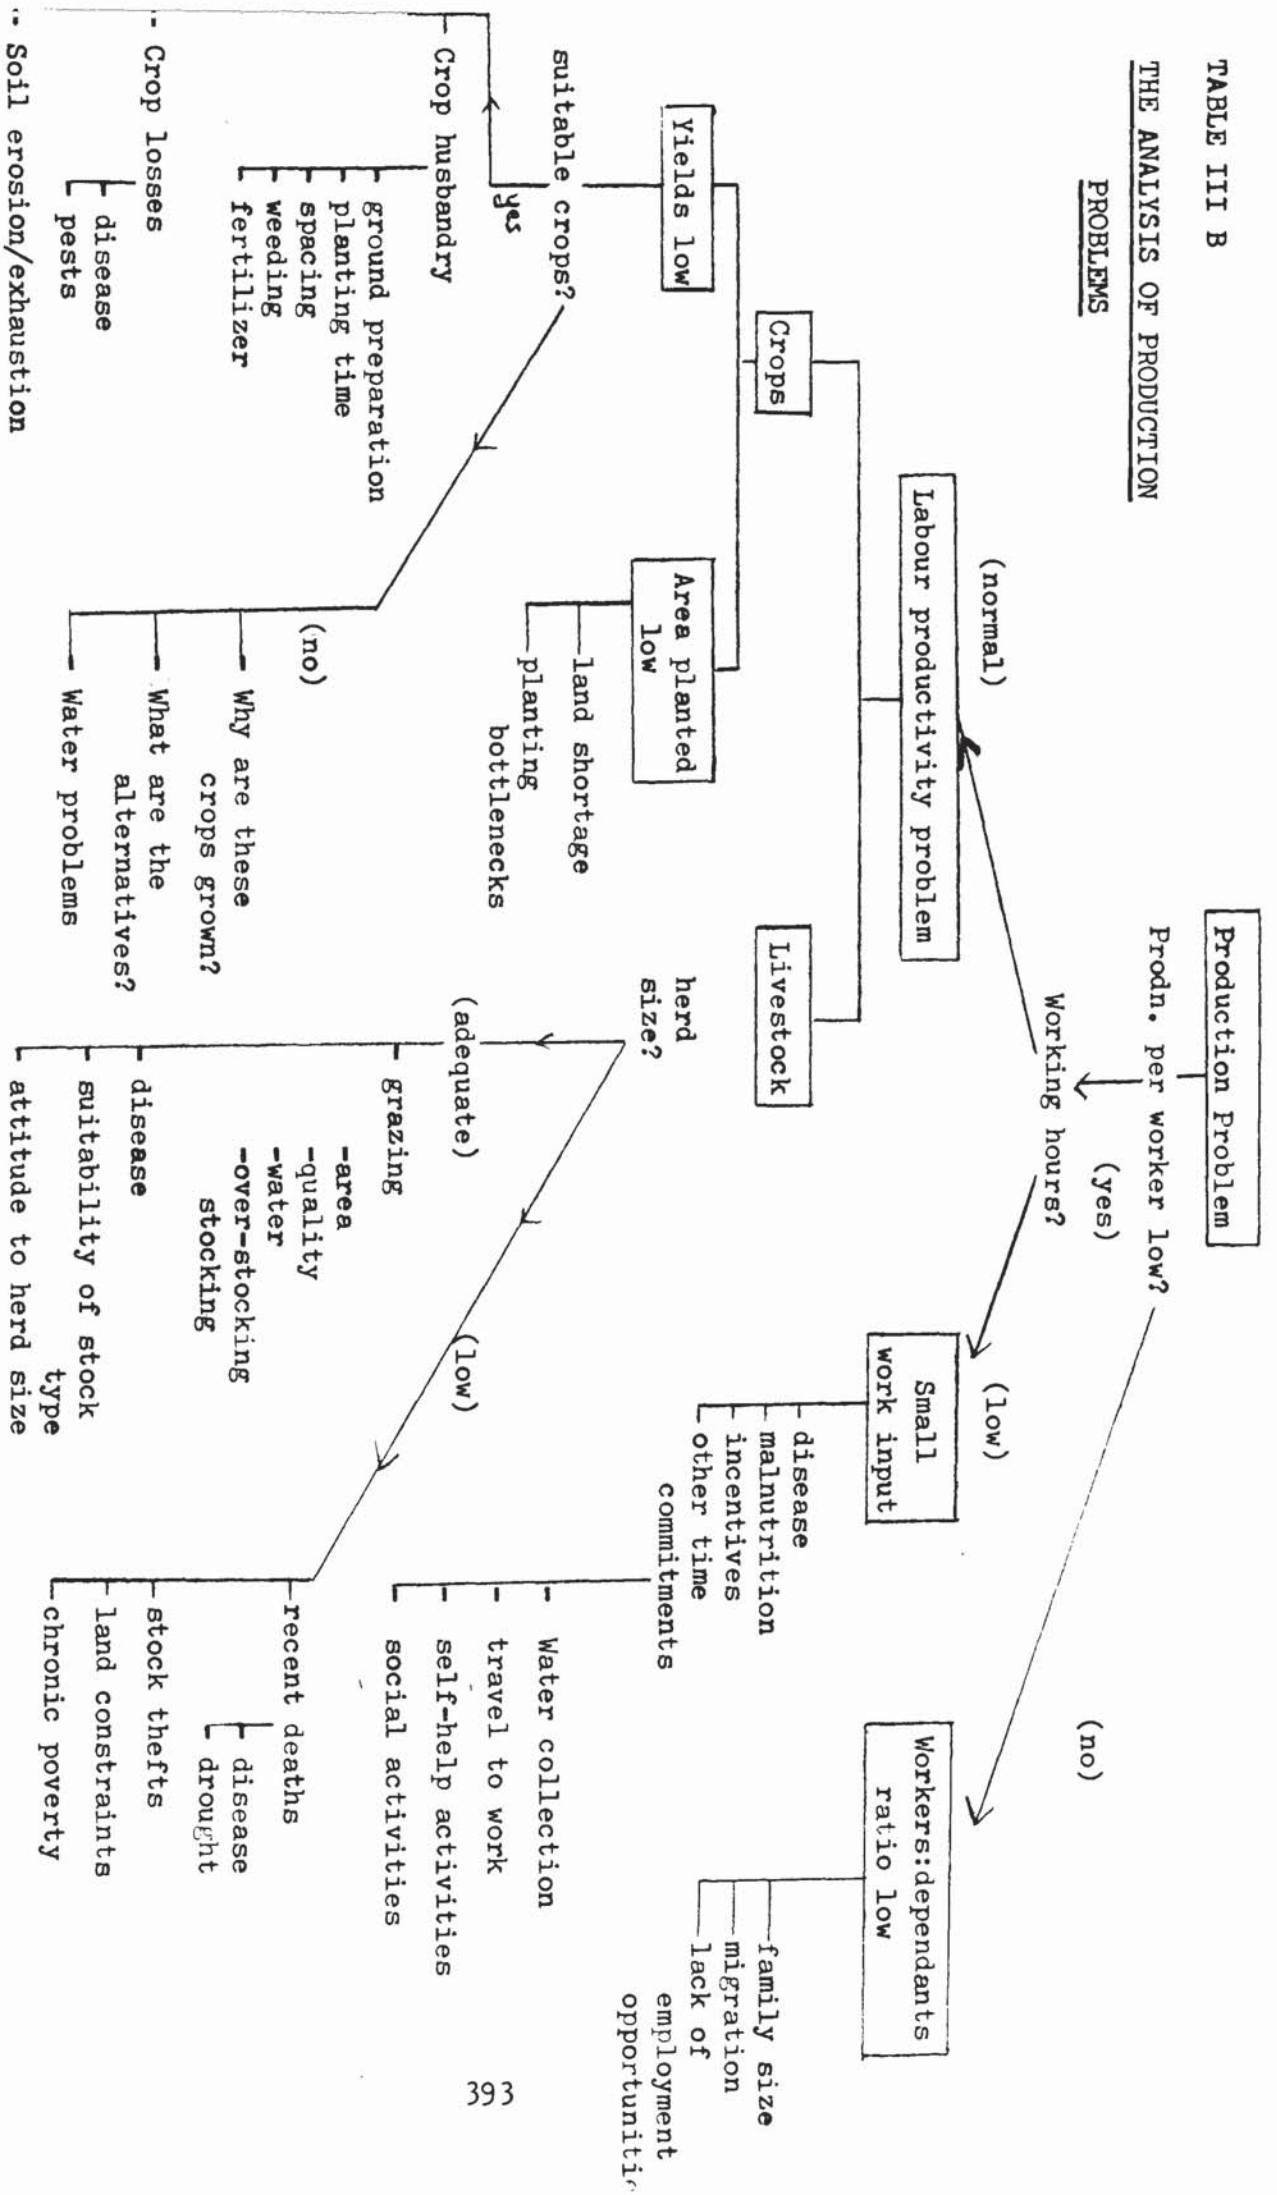 TABLE III B
THE ANALYSIS OF PRODUCTION
PROBLEMS
Production Problem
Prodn. per worker low?
(yes)
(no)
Working hours?
(normal)
(low)
Labour productivity problem
Small
work input
- disease
- malnutrition
- incentives
- other time
commitments
- Water collection
- travel to work
- self-help activities
- social activities
Workers:dependants
ratio low
- family size
- migration
- lack of
employment
Crops
Livestock
Yields low
Area planted
low
- land shortage
- planting
bottlenecks
suitable crops?
yes
- Crop husbandry
- ground preparation
- planting time
- spacing
- weeding
- fertilizer
- Crop losses
- disease
- pests
- Soil erosion/exhaustion
(no)
- Why are these
crops grown?
- What are the
alternatives?
- Water problems
herd
size?
(adequate)
- grazing
-area
-quality
-water
-over-stocking
stocking
- disease
- suitability of stock
type
- attitude to herd size
(low)
- recent deaths
- disease
- drought
- stock thefts
- land constraints
- chronic poverty
393